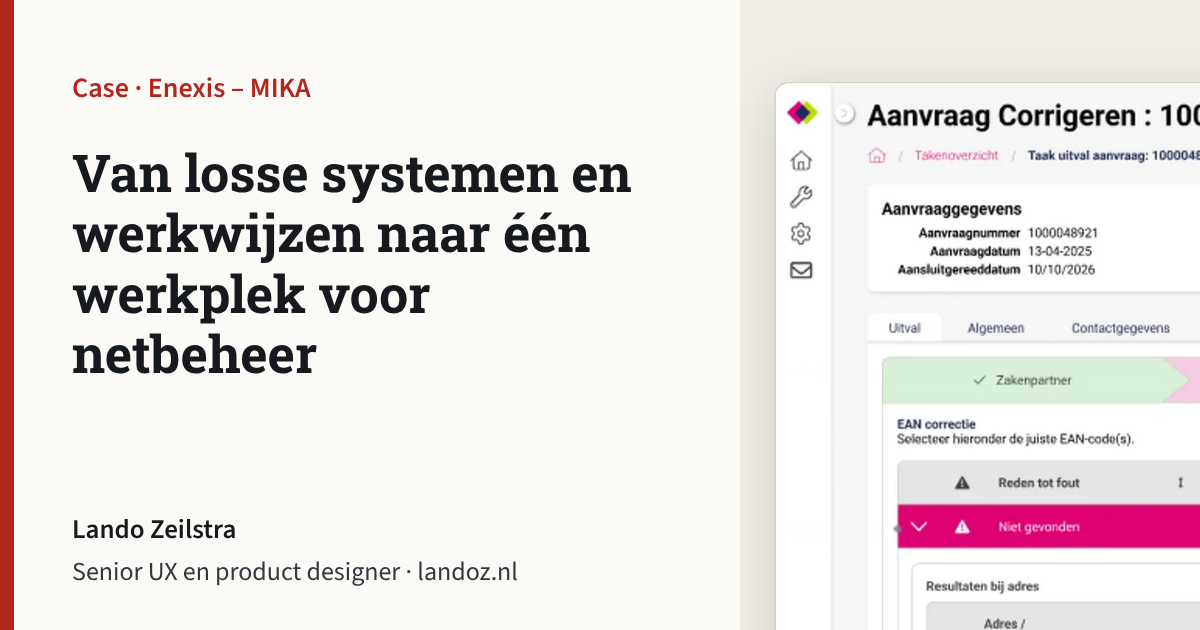 Case · Enexis – MIKA
Van losse systemen en
werkwijzen naar één
werkplek voor
netbeheer
Lando Zeilstra
Senior UX en product designer · landoz.nl
Aanvraag Corrigeren : 100
/ Takenoverzicht / Taak uitval aanvraag: 1000048
Aanvraaggegevens
Aanvraagnummer 1000048921
Aanvraagdatum 13-04-2025
Aansluitgereeddatum 10/10/2026
Uitval Algemeen Contactgegevens
Zakenpartner
EAN correctie
Selecteer hieronder de juiste EAN-code(s).
Reden tot fout
Niet gevonden
Resultaten bij adres
Adres /